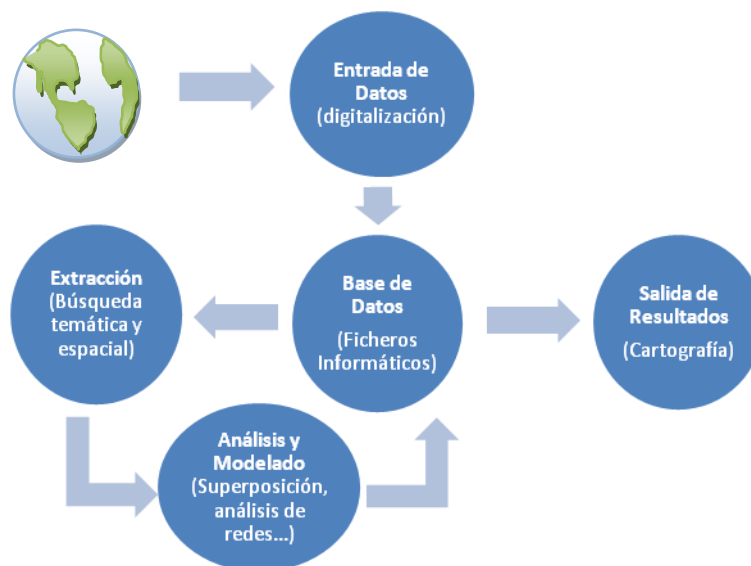 Entrada de
Datos
(digitalización)
Extracción
(Búsqueda
temática y
espacial)
Base de
Datos
(Ficheros
Informáticos)
Salida de
Resultados
(Cartografía)
Análisis y
Modelado
(Superposición,
análisis de
redes...)